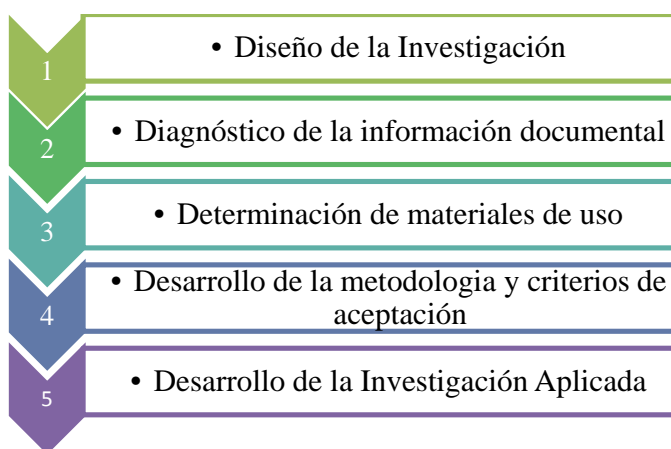 1
• Diseño de la Investigación
2
• Diagnóstico de la información documental
3
• Determinación de materiales de uso
4
• Desarrollo de la metodologia y criterios de
aceptación
5
• Desarrollo de la Investigación Aplicada